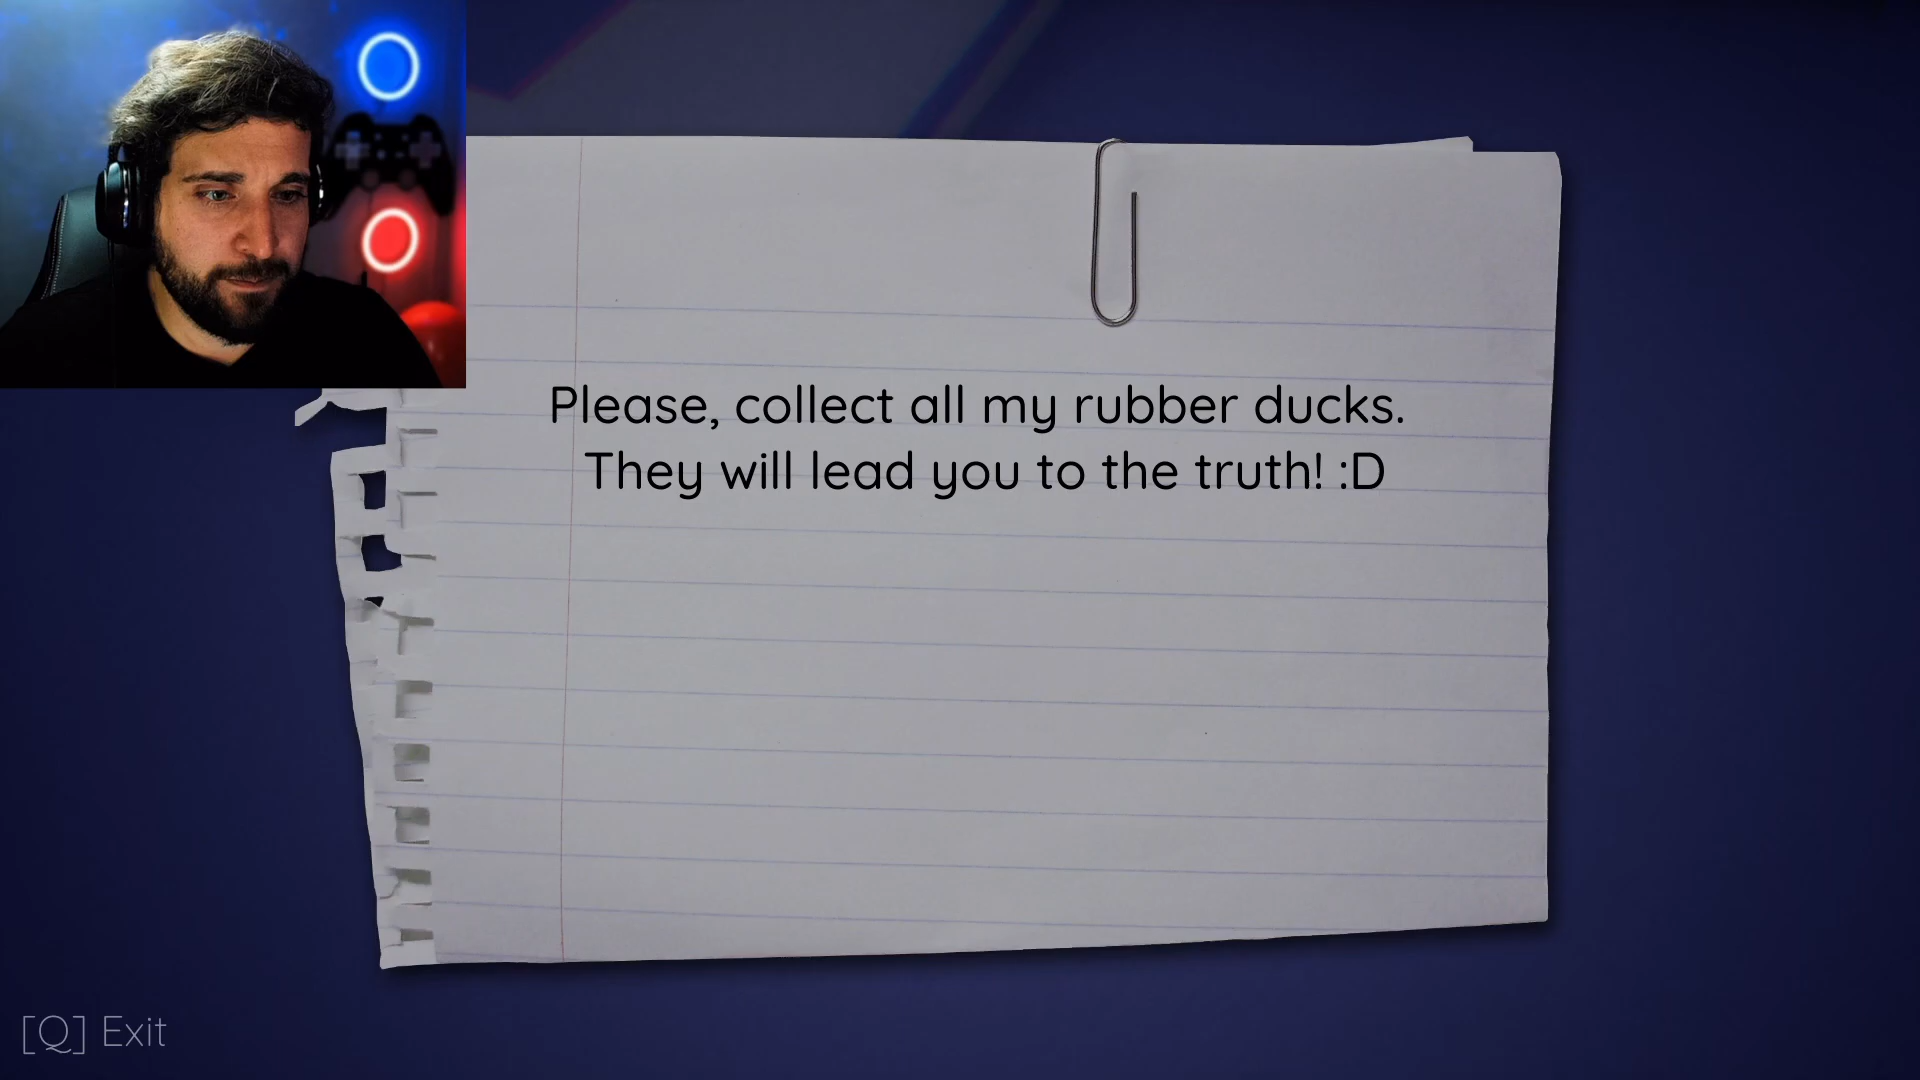 Please, collect all my rubber ducks.
They will lead you to the truth! :D
[Q] Exit